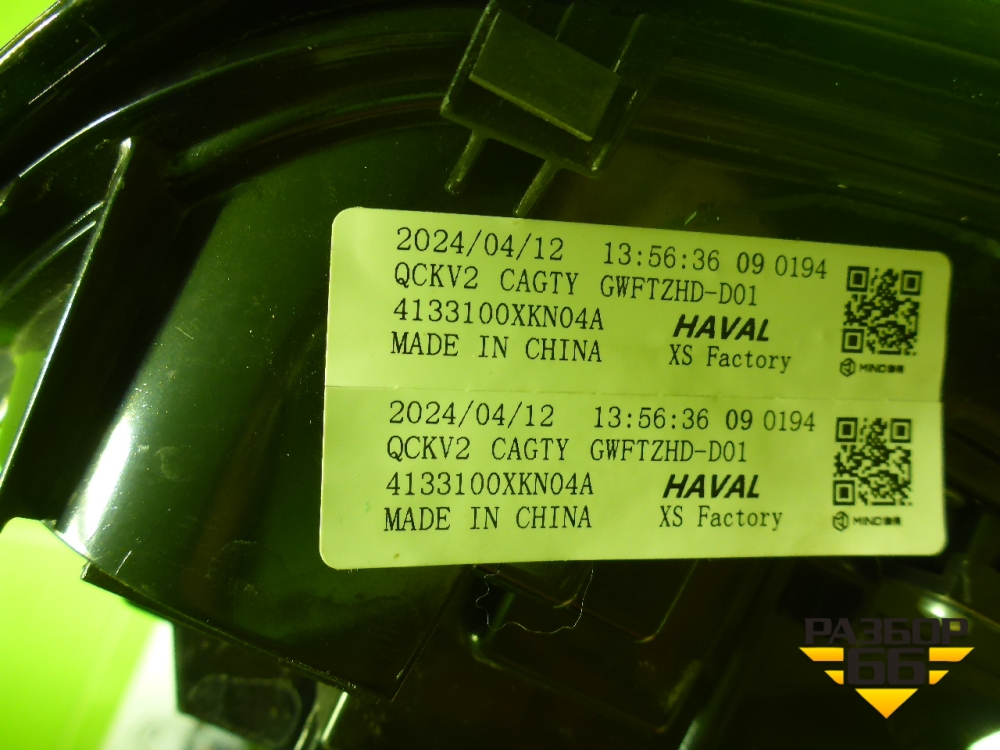 2024/04/12 13:56:36 09 0194
QCKV2 CAGTY GWFTZHD-D01
4133100XKN04A HAVAL
MADE IN CHINA XS Factory
MIND
2024/04/12 13:56:36 09 0194
QCKV2 CAGTY GWFTZHD-D01
4133100XKN04A HAVAL
MADE IN CHINA XS Factory
MIND
РАЗБОР
66